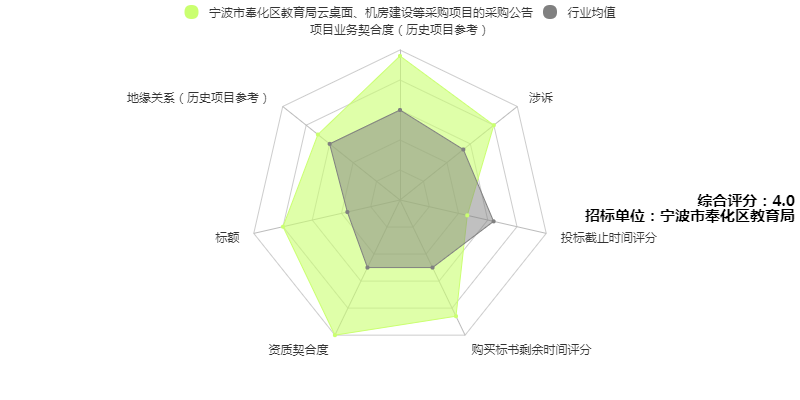 宁波市奉化区教育局云桌面、机房建设等采购项目的采购公告 行业均值
项目业务契合度（历史项目参考）
地缘关系（历史项目参考）
涉诉
综合评分：4.0
招标单位：宁波市奉化区教育局
标额
投标截止时间评分
资质契合度
购买标书剩余时间评分